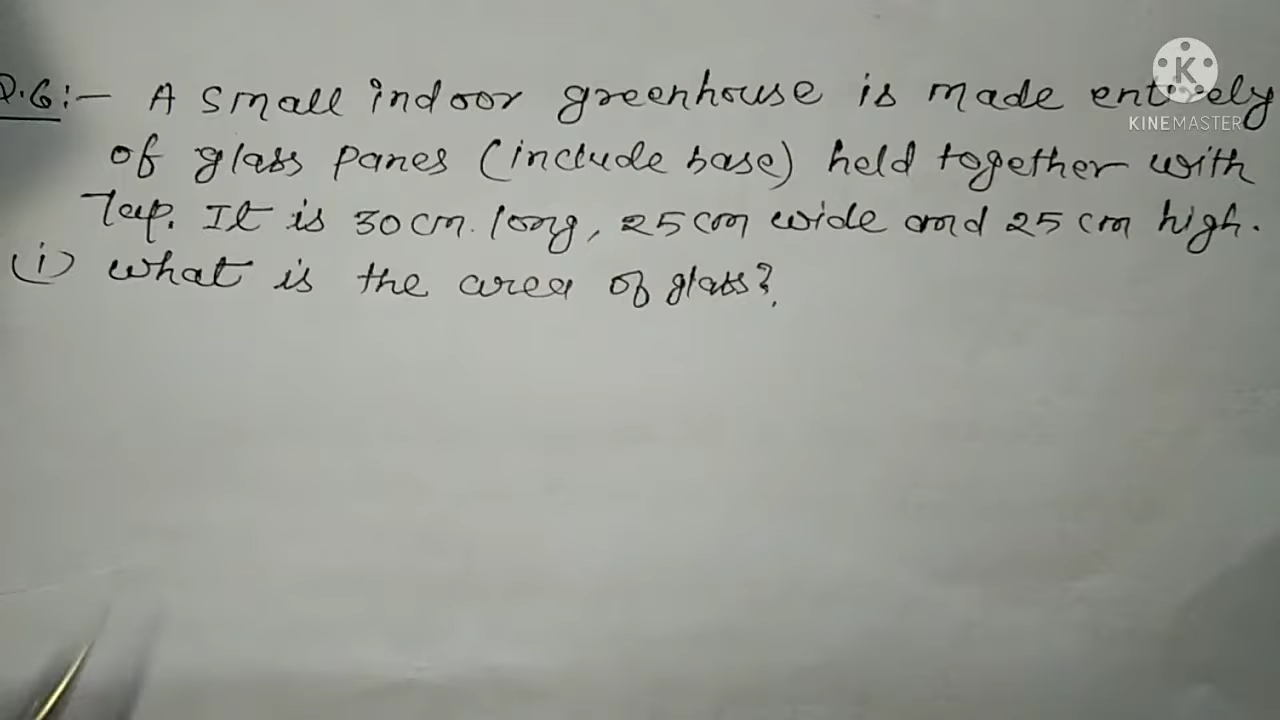 Q.6:- A small indoor greenhouse is made entirely
of glass panes (include base) held together with
Tap. It is 30cm. long, 25cm wide and 25 cm high.
(i) what is the area of glass?
K
KINEMASTER